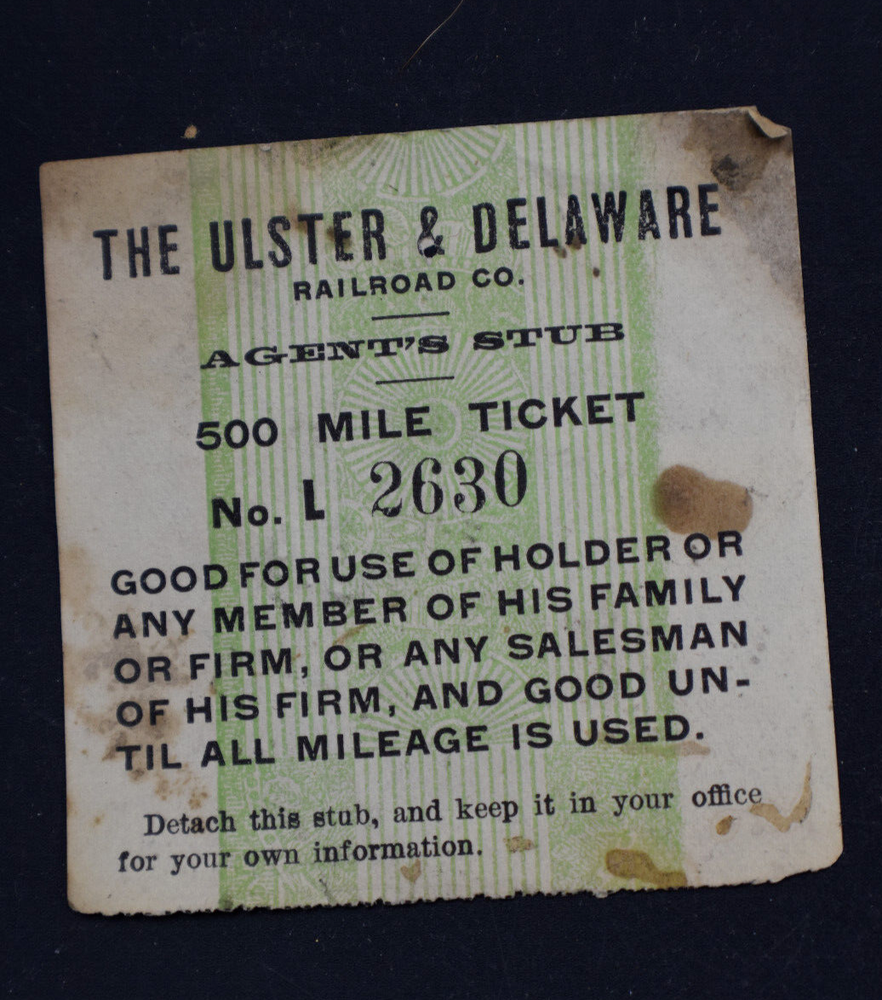 THE ULSTER & DELAWARE
RAILROAD CO.
AGENT'S STUB
500 MILE TICKET
No. L 2630
GOOD FOR USE OF HOLDER OR
ANY MEMBER OF HIS FAMILY
OR FIRM, OR ANY SALESMAN
OF HIS FIRM, AND GOOD UN-
TIL ALL MILEAGE IS USED.
Detach this stub, and keep it in your office
for your own information.